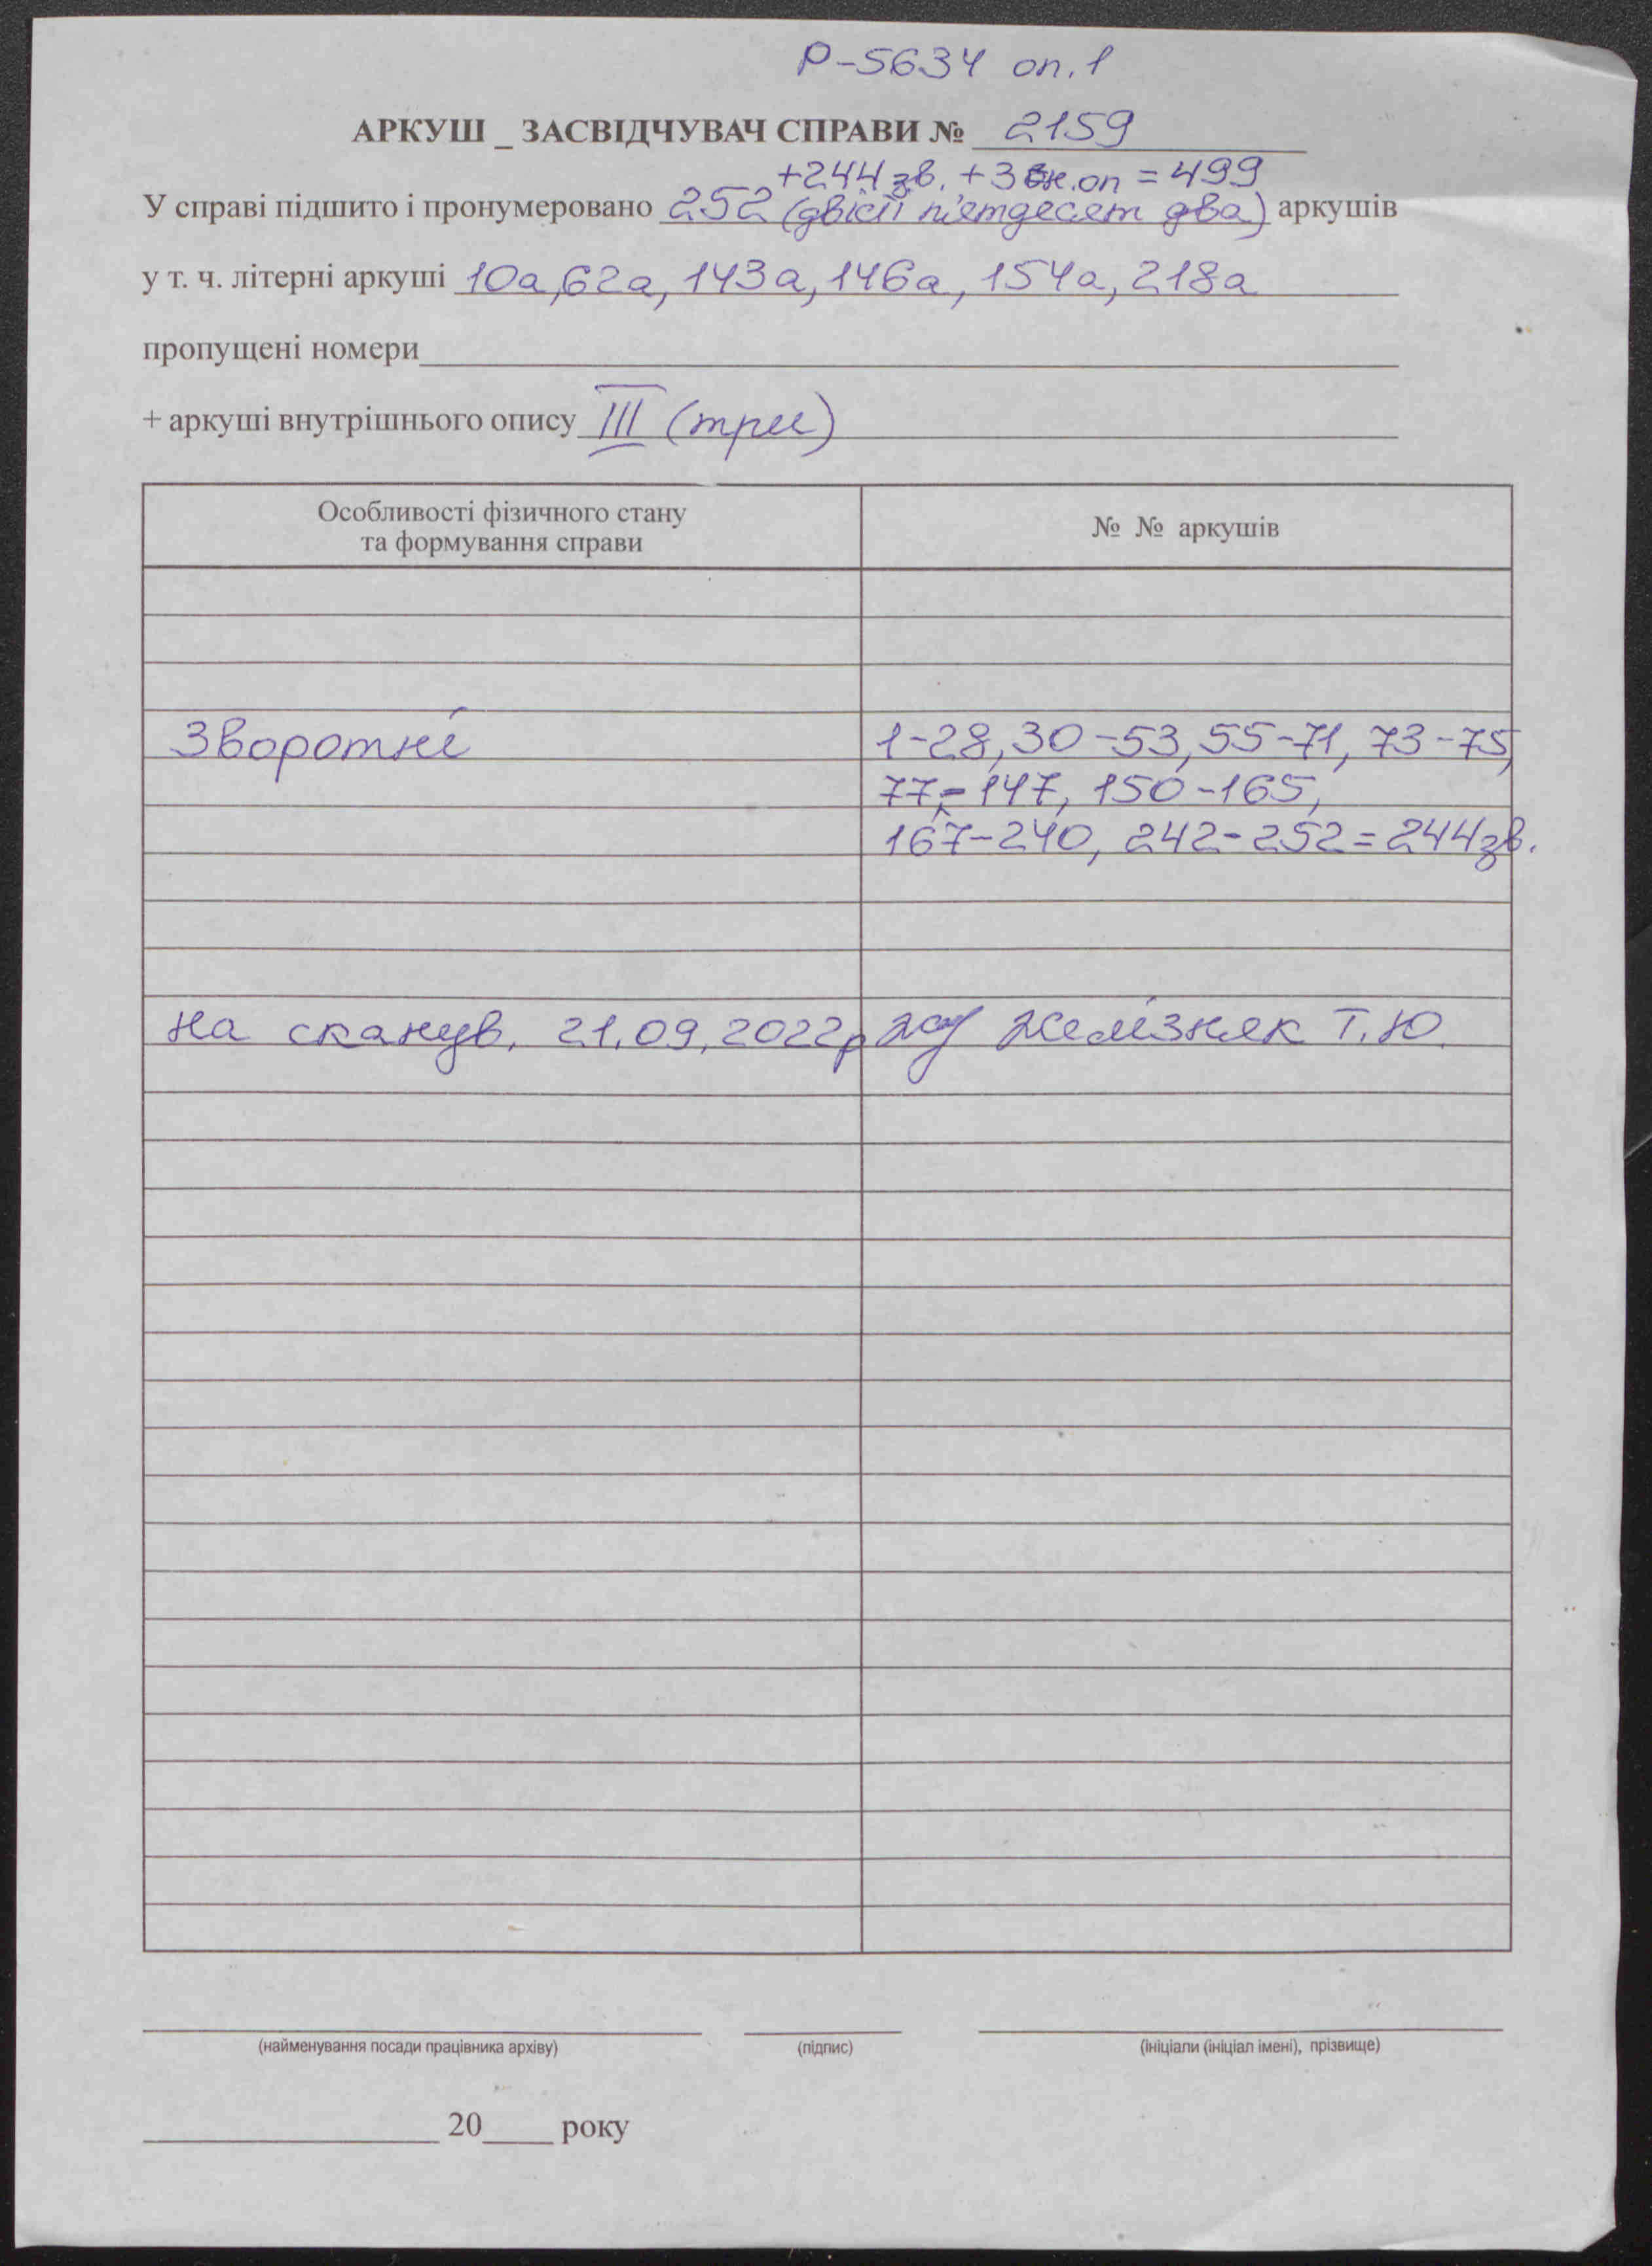 Р-5634 оп.1
АРКУШ _ ЗАСВІДЧУВАЧ СПРАВИ № 2159
+244 зв. +3 вн.оп = 499
У справі підшито і пронумеровано 252 (двісті п'ятдесят два) аркушів
у т. ч. літерні аркуші 10а, 62а, 143а, 146а, 154а, 218а
пропущені номери
+ аркуші внутрішнього опису III (три)
Особливості фізичного стану
та формування справи
№ № аркушів
Зворотні 1-28, 30-53, 55-71, 73-75,
77-147, 150-165,
167-240, 242-252=244зв.
на сканув. 21.09.2022р Желізняк Т.Ю.
(найменування посади працівника архіву) (підпис) (ініціали (ініціал імені), прізвище)
20____ року